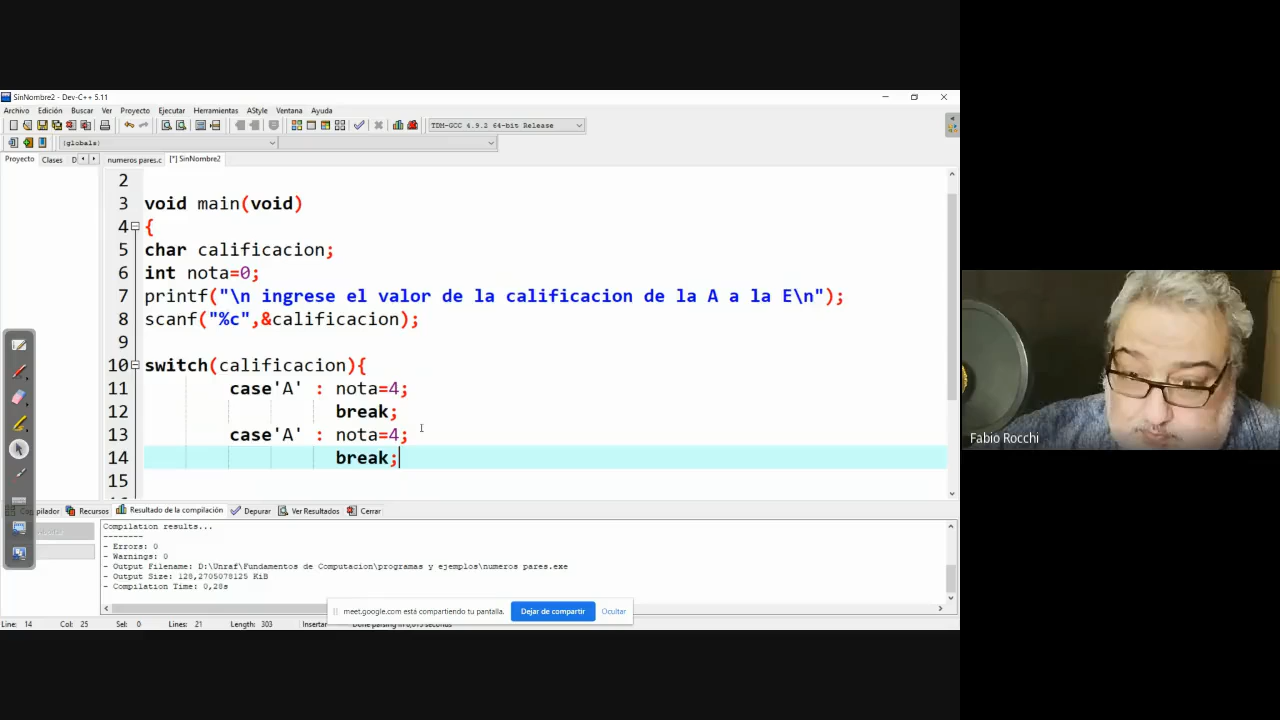 SinNombre2 - Dev-C++ 5.11
Archivo Edición Buscar Ver Proyecto Ejecutar Herramientas AStyle Ventana Ayuda
TDM-GCC 4.9.2 64-bit Release
(globals)
Proyecto Clases D numeros pares.c [*] SinNombre2
2
3 void main(void)
4 {
5 char calificacion;
6 int nota=0;
7 printf("\n ingrese el valor de la calificacion de la A a la E\n");
8 scanf("%c",&calificacion);
9
10 switch(calificacion){
11 case'A' : nota=4;
12 break;
13 case'A' : nota=4;
14 break;
15
Fabio Rocchi
pilador Recursos Resultado de la compilación Depurar Ver Resultados Cerrar
Compilation results...
--------
- Errors: 0
- Warnings: 0
- Output Filename: D:\Unraf\Fundamentos de Computacion\programas y ejemplos\numeros pares.exe
- Output Size: 128,2705078125 KiB
- Compilation Time: 0,28s
meet.google.com está compartiendo tu pantalla. Dejar de compartir Ocultar
Line: 14 Col: 25 Sel: 0 Lines: 21 Length: 303 Insertar